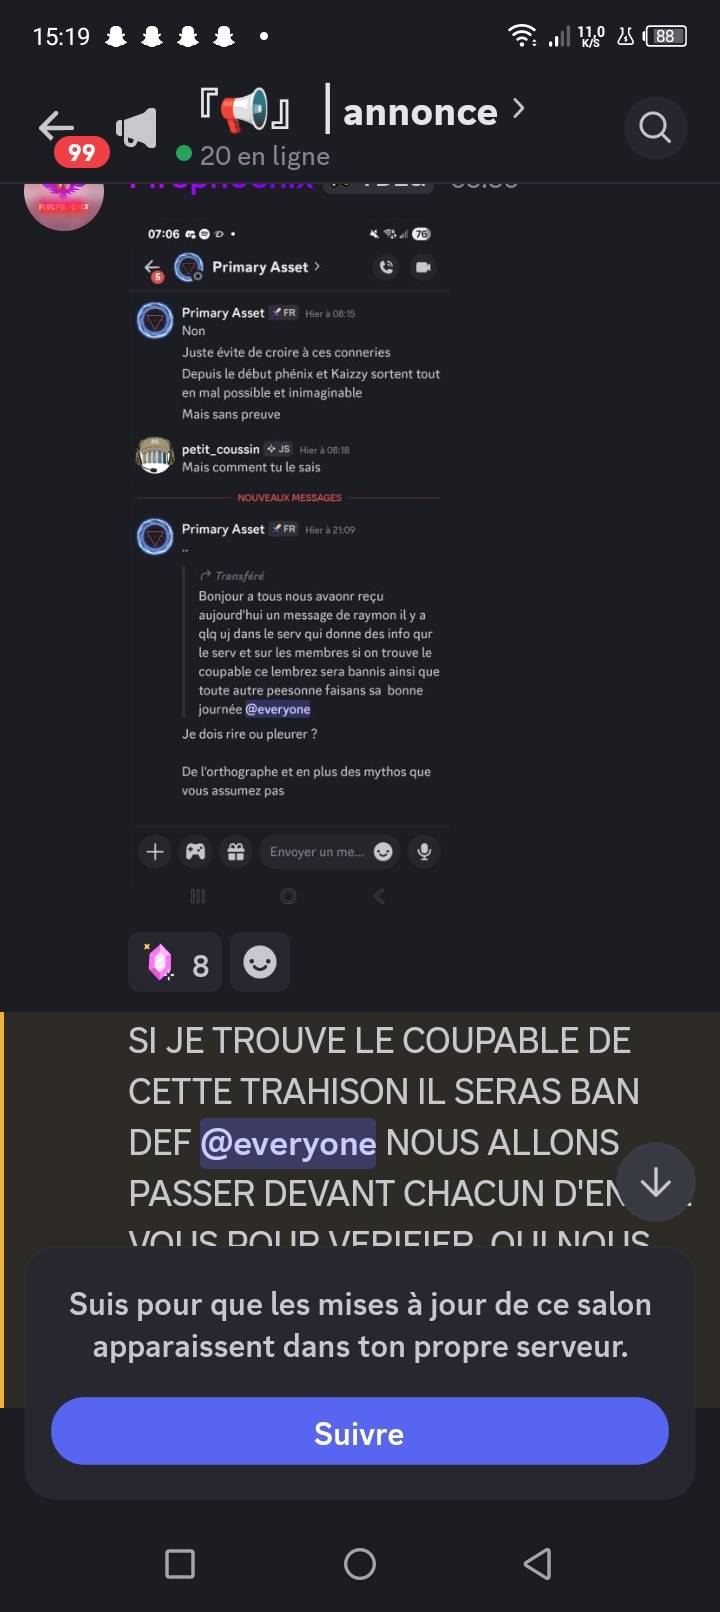 15:19
11,0
K/S
88
『📢』 | annonce >
99
20 en ligne
FIREPHOENIX
07:06
76
5
Primary Asset >
Primary Asset FR Hier à 08:15
Non
Juste évite de croire à ces conneries
Depuis le début phénix et Kaizzy sortent tout
en mal possible et inimaginable
Mais sans preuve
petit_coussin JS Hier à 08:18
Mais comment tu le sais
NOUVEAUX MESSAGES
Primary Asset FR Hier à 21:09
..
Transféré
Bonjour a tous nous avaonr reçu
aujourd'hui un message de raymon il y a
qlq uj dans le serv qui donne des info qur
le serv et sur les membres si on trouve le
coupable ce lembrez sera bannis ainsi que
toute autre peesonne faisans sa bonne
journée @everyone
Je dois rire ou pleurer ?
De l'orthographe et en plus des mythos que
vous assumez pas
Envoyer un me...
8
SI JE TROUVE LE COUPABLE DE
CETTE TRAHISON IL SERAS BAN
DEF @everyone NOUS ALLONS
PASSER DEVANT CHACUN D'EN
VOUS POUR VERIFIER QUI NOUS
Suis pour que les mises à jour de ce salon
apparaissent dans ton propre serveur.
Suivre